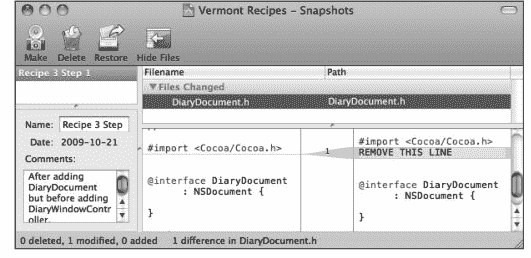 Vermont Recipes – Snapshots
Make Delete Restore Hide Files
Recipe 3 Step 1
Filename Path
Files Changed
DiaryDocument.h DiaryDocument.h
Name: Recipe 3 Step
Date: 2009-10-21
Comments:
After adding
DiaryDocument
but before adding
DiaryWindowContr
oller.
#import <Cocoa/Cocoa.h>
@interface DiaryDocument
: NSDocument {
}
1
#import <Cocoa/Cocoa.h>
REMOVE THIS LINE
@interface DiaryDocument
: NSDocument {
}
0 deleted, 1 modified, 0 added 1 difference in DiaryDocument.h